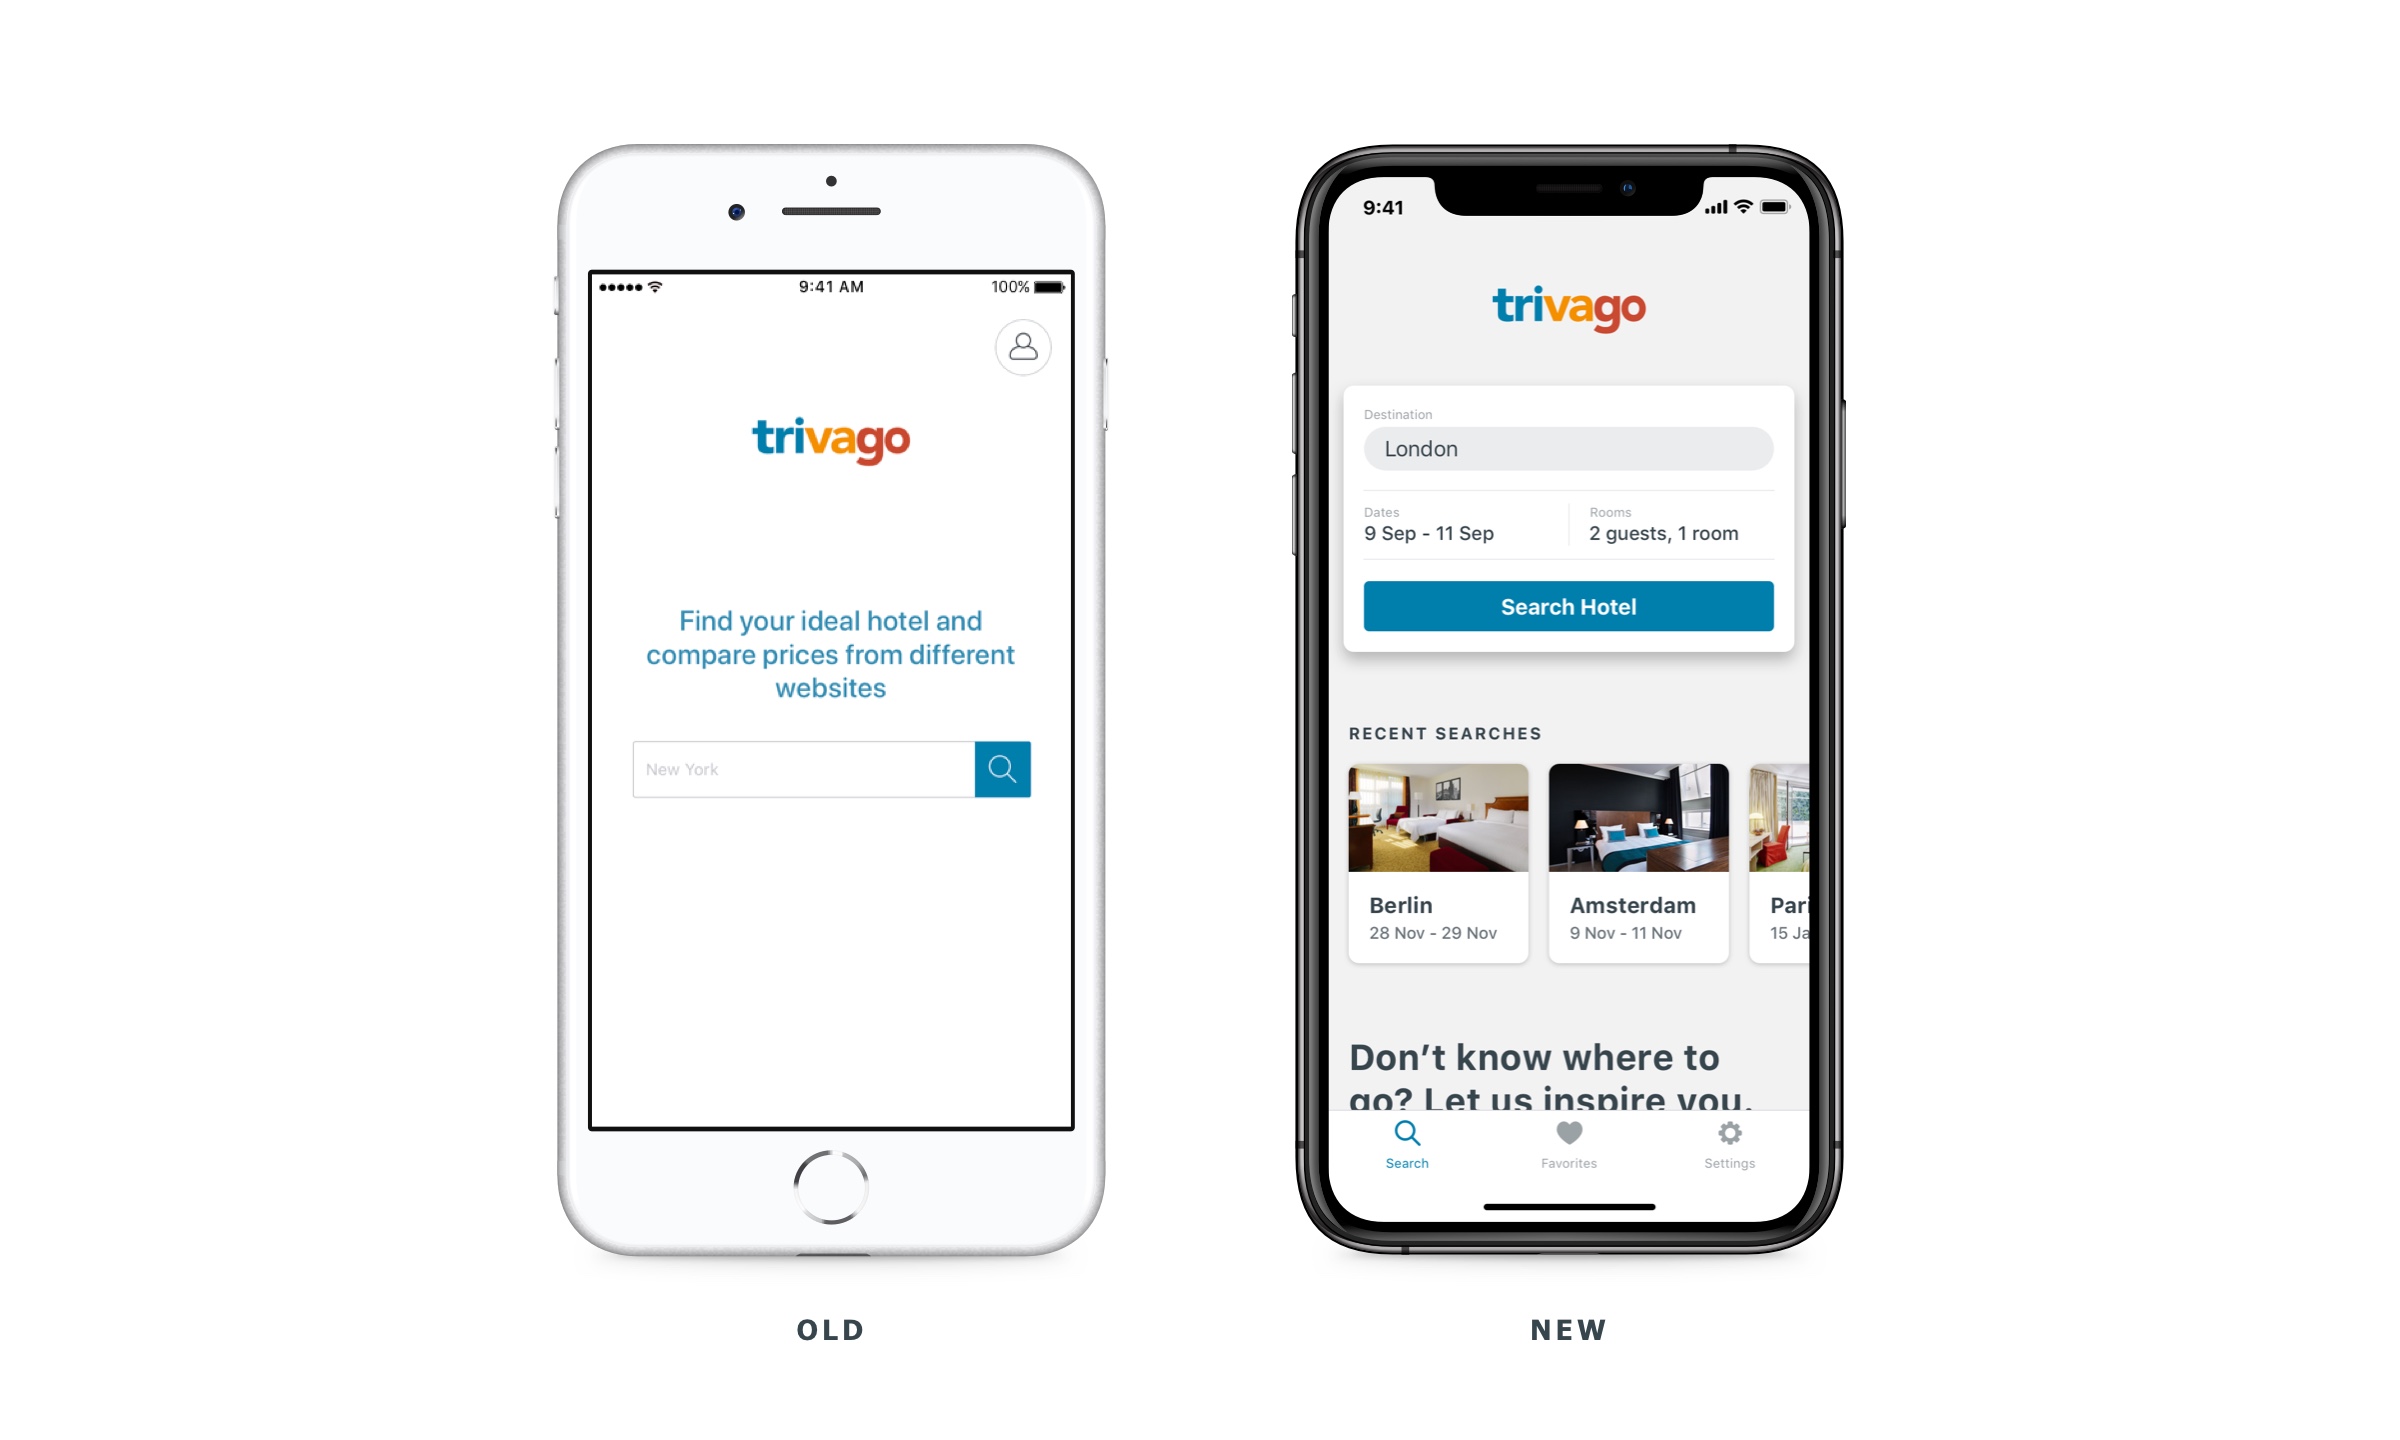 9:41 AM
100%
trivago
Find your ideal hotel and
compare prices from different
websites
New York
OLD
9:41
trivago
Destination
London
Dates
9 Sep - 11 Sep
Rooms
2 guests, 1 room
Search Hotel
RECENT SEARCHES
Berlin
28 Nov - 29 Nov
Amsterdam
9 Nov - 11 Nov
Pari
15 Ja
Don’t know where to
go? Let us inspire you.
Search
Favorites
Settings
NEW